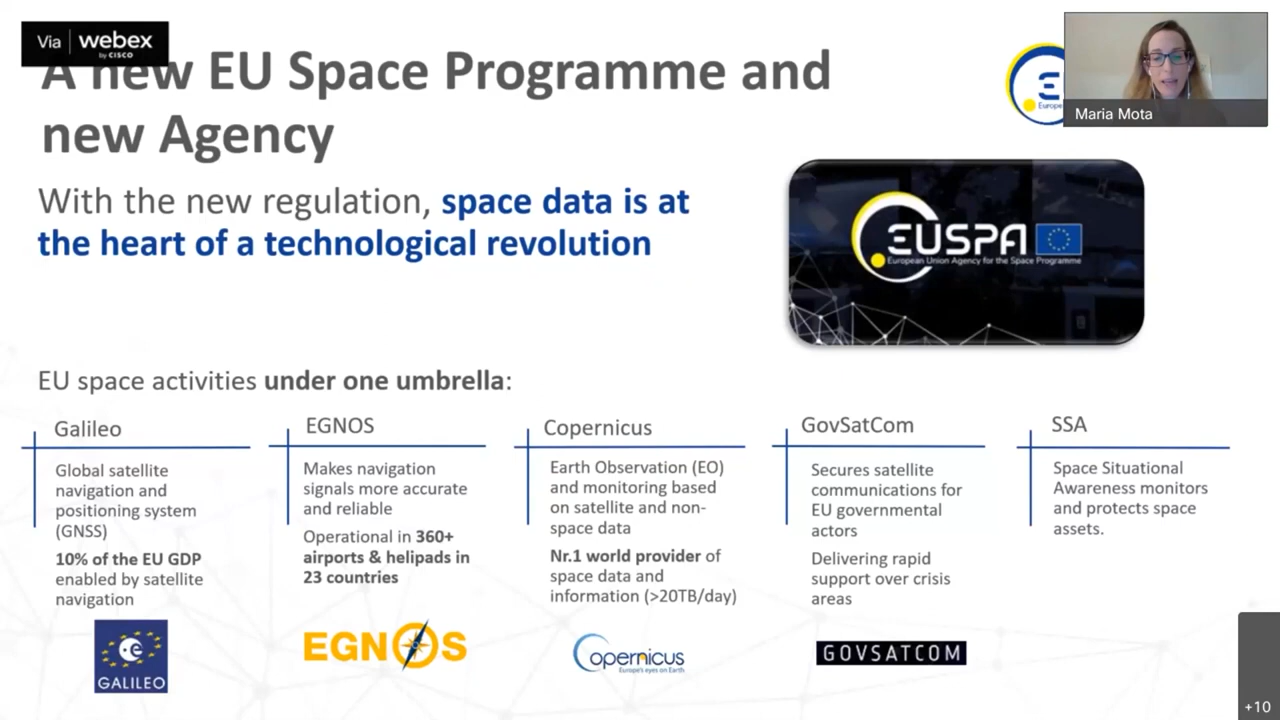 Via webex
by CISCO
A new EU Space Programme and
new Agency
Maria Mota
With the new regulation, space data is at
the heart of a technological revolution
EUSPA
European Union Agency for the Space Programme
EU space activities under one umbrella:
Galileo
Global satellite
navigation and
positioning system
(GNSS)
10% of the EU GDP
enabled by satellite
navigation
GALILEO
EGNOS
Makes navigation
signals more accurate
and reliable
Operational in 360+
airports & helipads in
23 countries
EGNOS
Copernicus
Earth Observation (EO)
and monitoring based
on satellite and non-
space data
Nr.1 world provider of
space data and
information (>20TB/day)
opernicus
Europe's eyes on Earth
GovSatCom
Secures satellite
communications for
EU governmental
actors
Delivering rapid
support over crisis
areas
GOVSATCOM
SSA
Space Situational
Awareness monitors
and protects space
assets.
+10